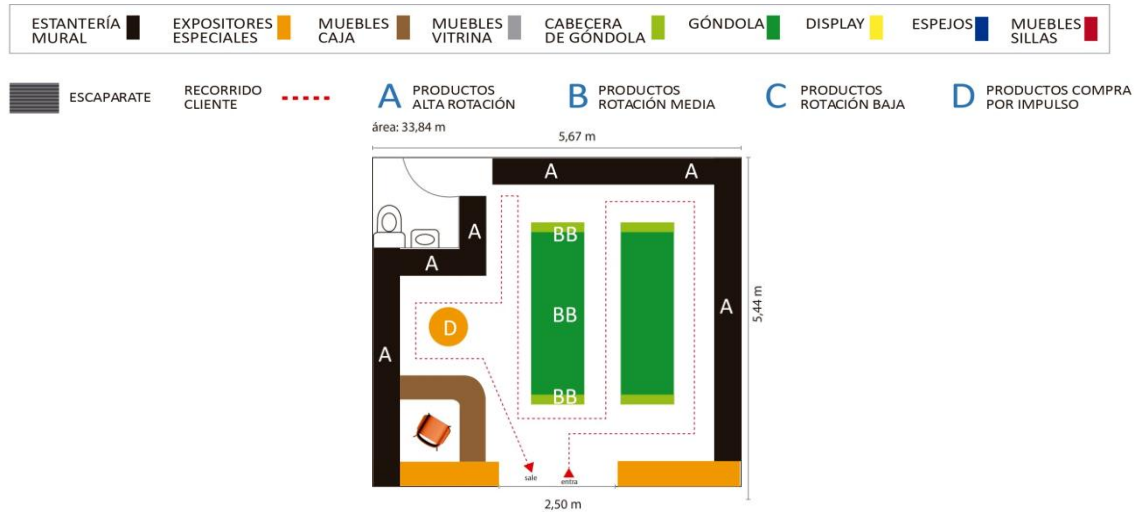 ESTANTERÍA
MURAL
EXPOSITORES
ESPECIALES
MUEBLES
CAJA
MUEBLES
VITRINA
CABECERA
DE GÓNDOLA
GÓNDOLA
DISPLAY
ESPEJOS
MUEBLES
SILLAS
ESCAPARATE
RECORRIDO
CLIENTE
A PRODUCTOS
ALTA ROTACIÓN
B PRODUCTOS
ROTACIÓN MEDIA
C PRODUCTOS
ROTACIÓN BAJA
D PRODUCTOS COMPRA
POR IMPULSO
área: 33,84 m
5,67 m
A
A
A
BB
A
BB
A
5,44 m
D
A
BB
sale
entra
2,50 m